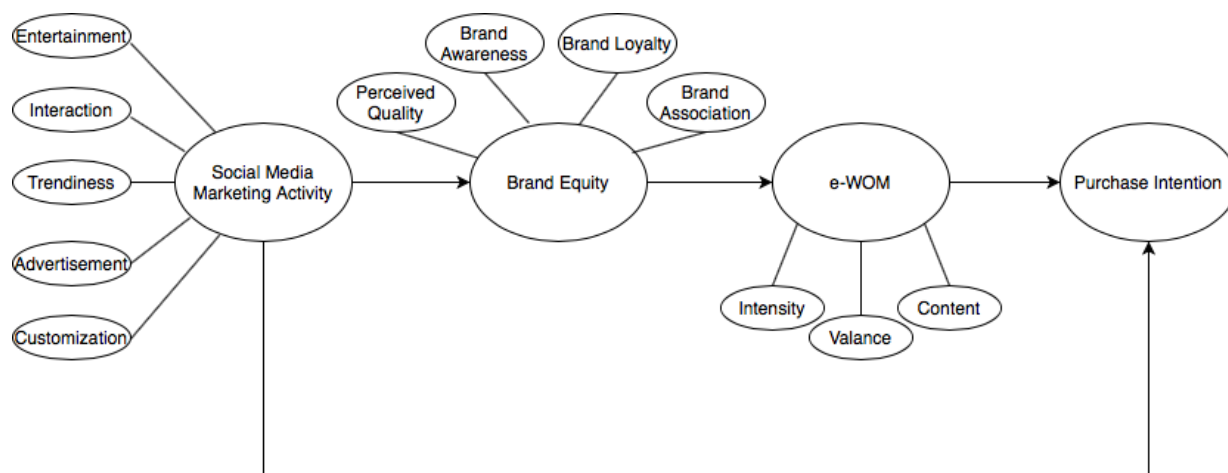 Entertainment
Interaction
Trendiness
Advertisement
Customization
Social Media
Marketing Activity
Perceived
Quality
Brand
Awareness
Brand Loyalty
Brand
Association
Brand Equity
e-WOM
Intensity
Valance
Content
Purchase Intention